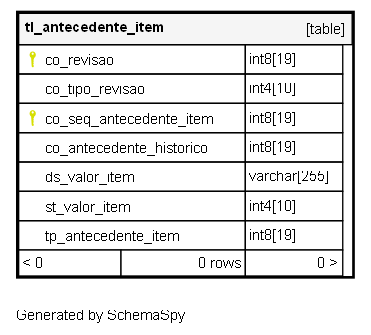 tl_antecedente_item [table]
co_revisao int8[19]
co_tipo_revisao int4[10]
co_seq_antecedente_item int8[19]
co_antecedente_historico int8[19]
ds_valor_item varchar[255]
st_valor_item int4[10]
tp_antecedente_item int8[19]
< 0 0 rows 0 >
Generated by SchemaSpy